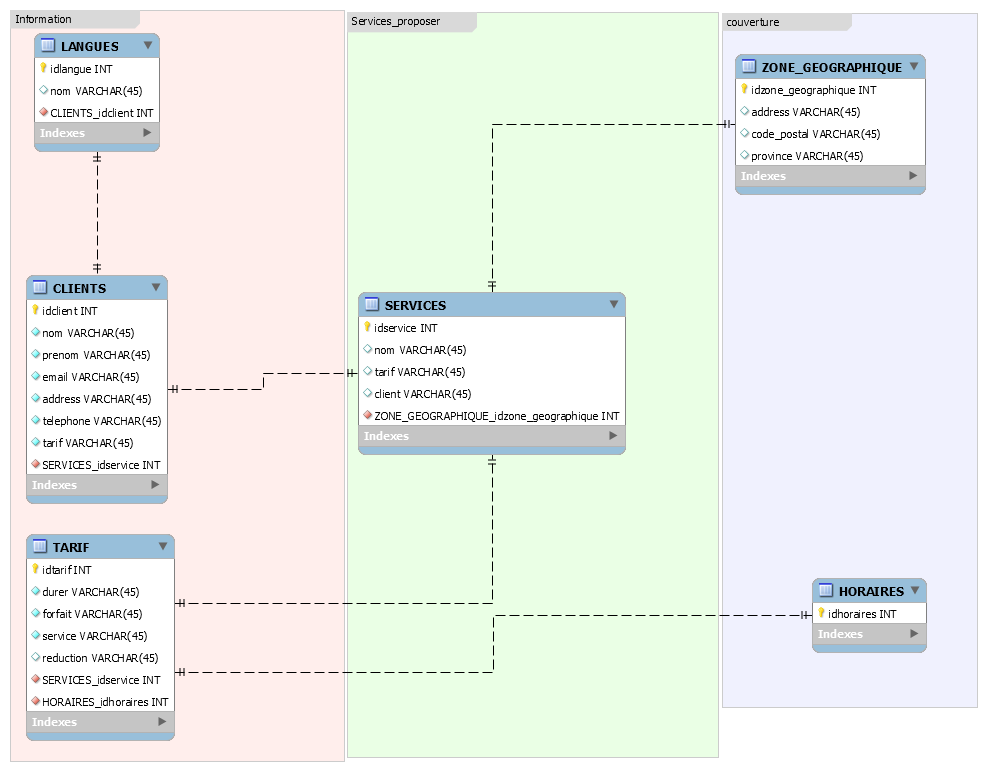 Information
LANGUES
idlangue INT
nom VARCHAR(45)
CLIENTS_idclient INT
Indexes
CLIENTS
idclient INT
nom VARCHAR(45)
prenom VARCHAR(45)
email VARCHAR(45)
address VARCHAR(45)
telephone VARCHAR(45)
tarif VARCHAR(45)
SERVICES_idservice INT
Indexes
TARIF
idtarif INT
durer VARCHAR(45)
forfait VARCHAR(45)
service VARCHAR(45)
reduction VARCHAR(45)
SERVICES_idservice INT
HORAIRES_idhoraires INT
Indexes
Services_proposer
SERVICES
idservice INT
nom VARCHAR(45)
tarif VARCHAR(45)
client VARCHAR(45)
ZONE_GEOGRAPHIQUE_idzone_geographique INT
Indexes
couverture
ZONE_GEOGRAPHIQUE
idzone_geographique INT
address VARCHAR(45)
code_postal VARCHAR(45)
province VARCHAR(45)
Indexes
HORAIRES
idhoraires INT
Indexes